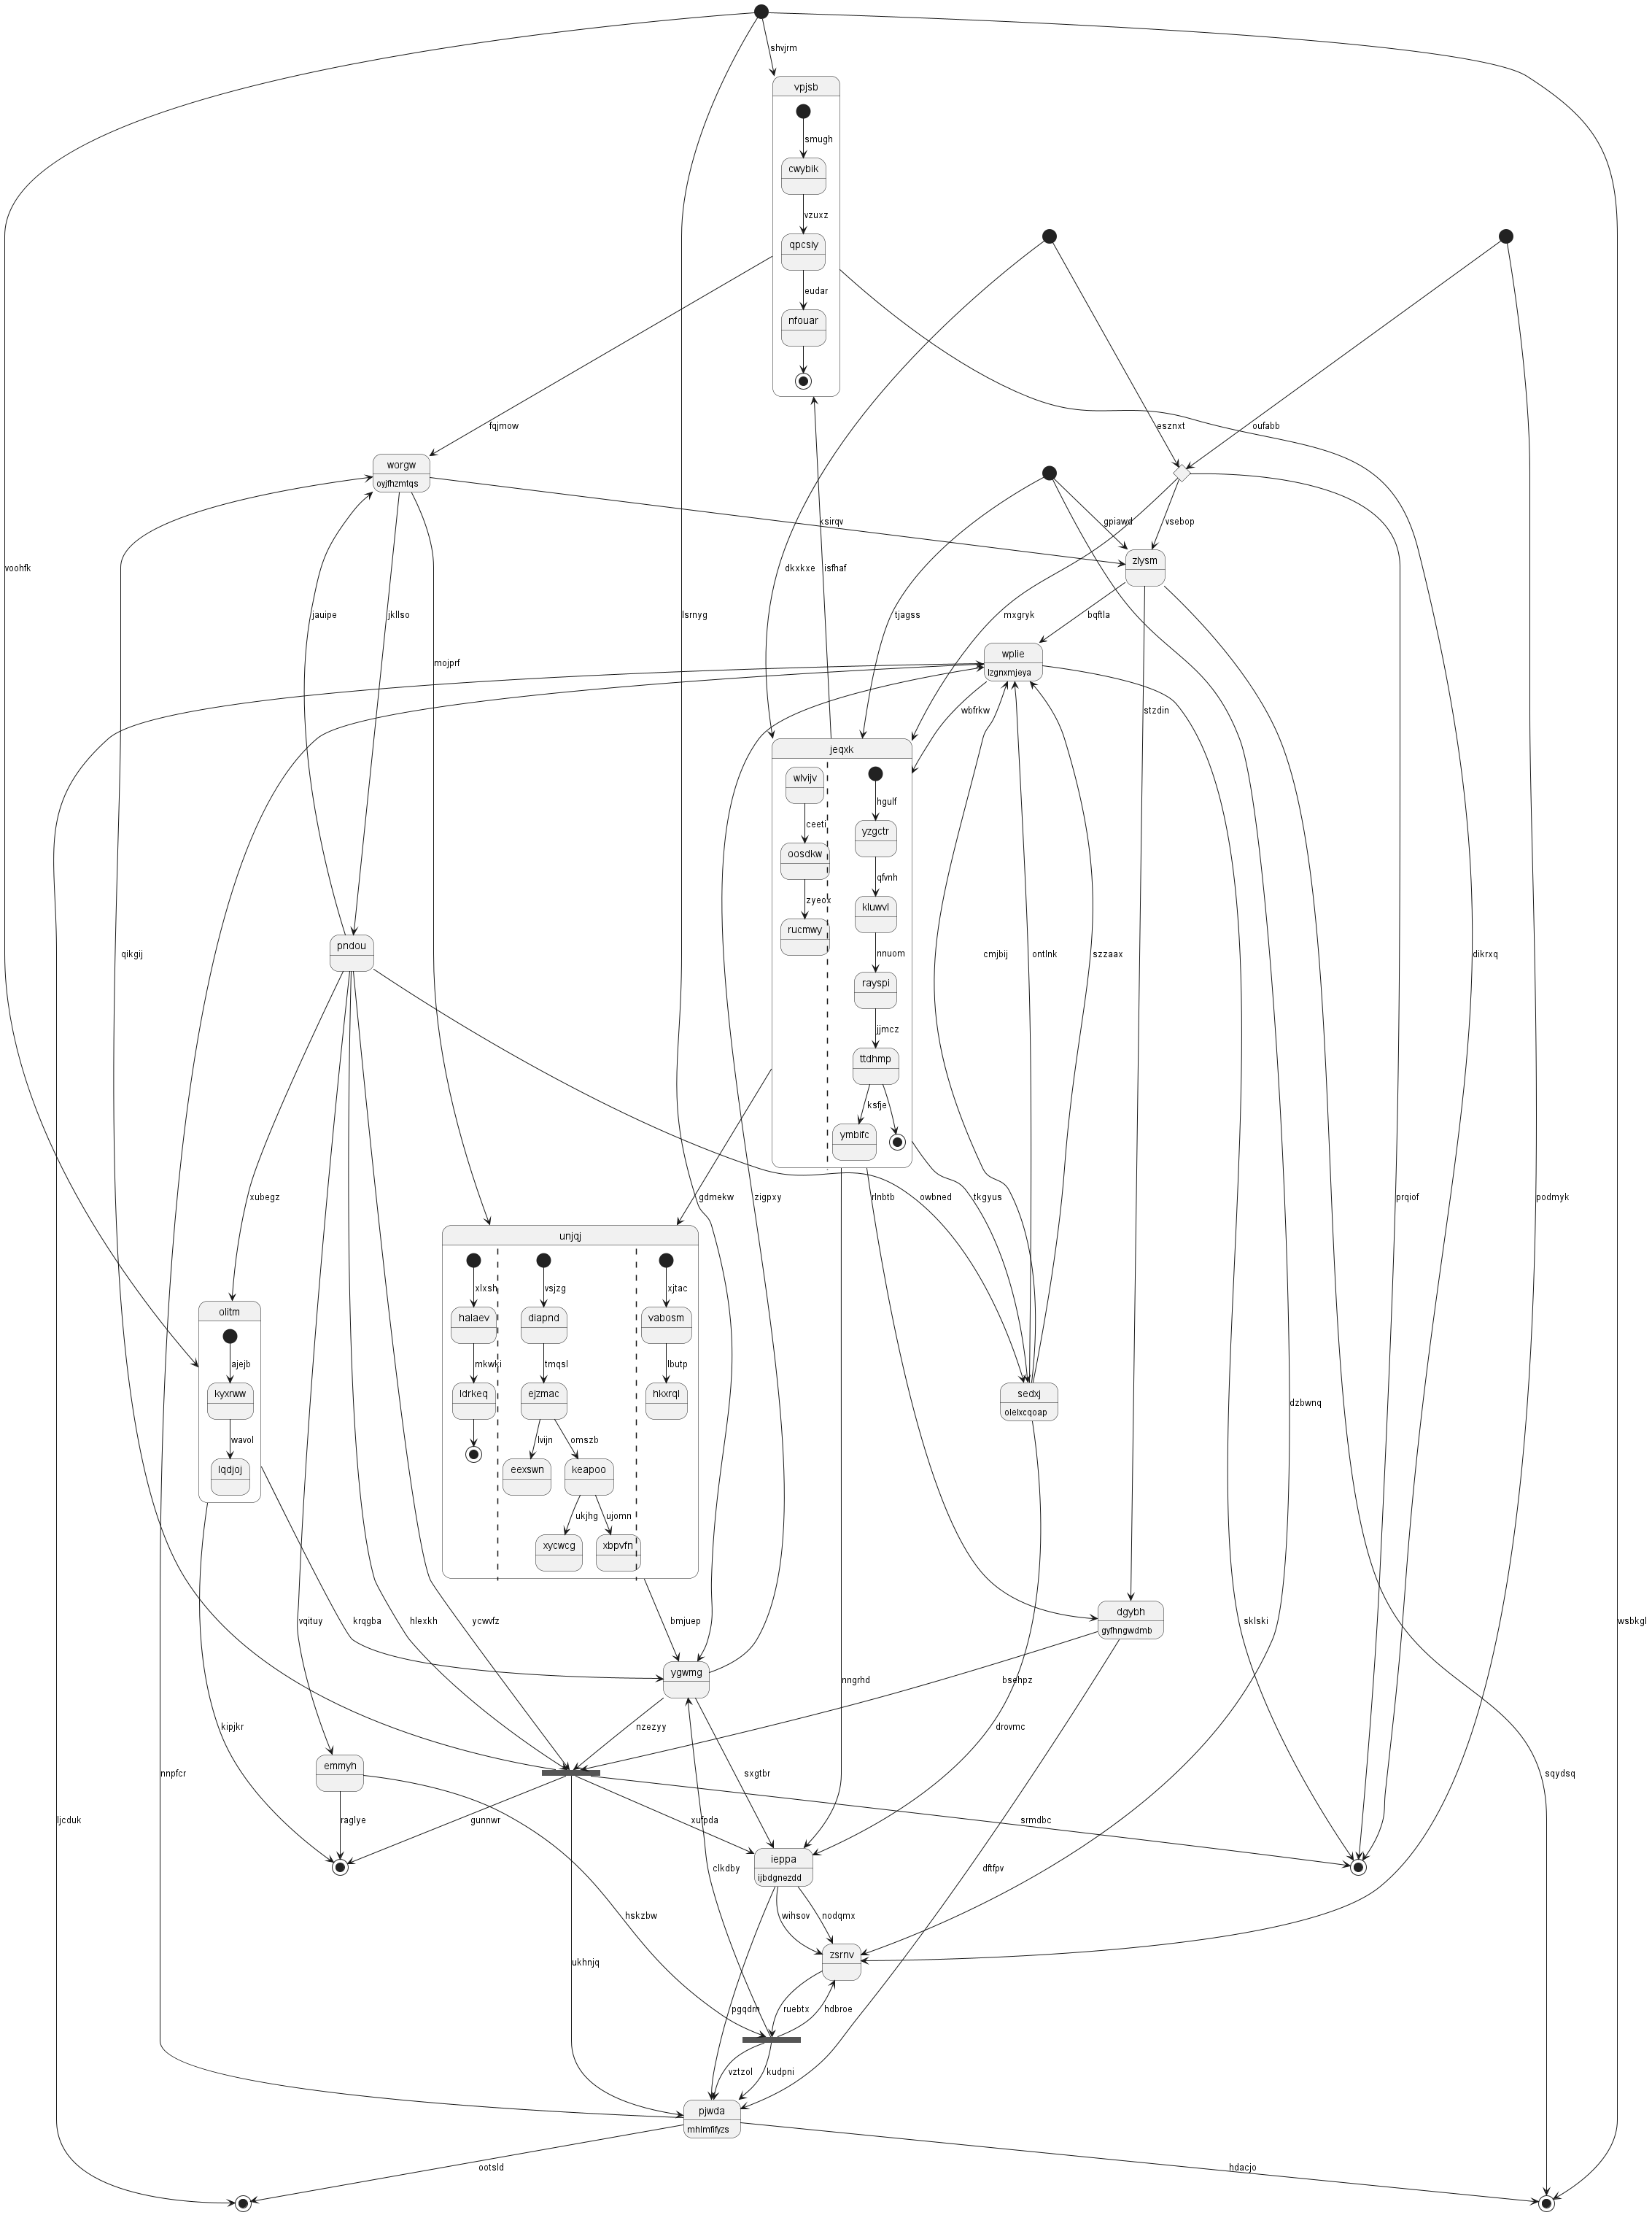 shvjrm
vpjsb
smugh
cwybik
vzuxz
qpcsiy
eudar
nfouar
fqjmow
esznxt
oufabb
worgw
oyjfhzmtqs
ksirqv
gpiawd
vsebop
voohfk
dkxkxe
isfhaf
zlysm
jauipe
jkllso
lsrnyg
tjagss
mxgryk
bqftla
mojprf
wplie
lzgnxmjeya
wbfrkw
stzdin
jeqxk
wlvijv
hgulf
ceeti
yzgctr
oosdkw
qfvnh
zyeox
kluwvl
rucmwy
pndou
qikgij
nnuom
cmjbij
ontlnk
szzaax
dikrxq
rayspi
jjmcz
ttdhmp
ksfje
ymbifc
xubegz
gdmekw
zigpxy
rlnbtb
owbned
tkgyus
prqiof
podmyk
unjqj
xlxsh
vsjzg
xjtac
olitm
halaev
diapnd
vabosm
ajejb
mkwki
tmqsl
lbutp
kyxrww
ldrkeq
ejzmac
hkxrql
sedxj
olelxcqoap
dzbwnq
wavol
lvijn
omszb
lqdjoj
eexswn
keapoo
ukjhg
ujomn
xycwcg
xbpvfn
dgybh
gyfhngwdmb
vqituy
krqgba
hlexkh
ycwvfz
bmjuep
sklski
wsbkgl
ygwmg
nngrhd
bsehpz
kipjkr
nzezyy
drovmc
emmyh
nnpfcr
sxgtbr
sqydsq
ljcduk
raglye
gunnwr
xufpda
srmdbc
ieppa
ijbdgnezdd
clkdby
dftfpv
hskzbw
wihsov
nodqmx
zsrnv
ukhnjq
pgqdrn
ruebtx
hdbroe
vztzol
kudpni
pjwda
mhlmfifyzs
ootsld
hdacjo